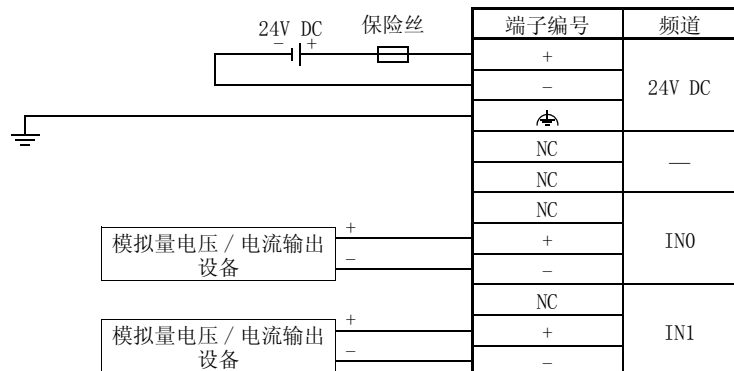 24V DC
保险丝
- +
端子编号 频道
+
-
24V DC
NC
—
NC
NC
+
IN0
-
模拟量电压 / 电流输出
设备
+
-
NC
+
IN1
-
模拟量电压 / 电流输出
设备
+
-